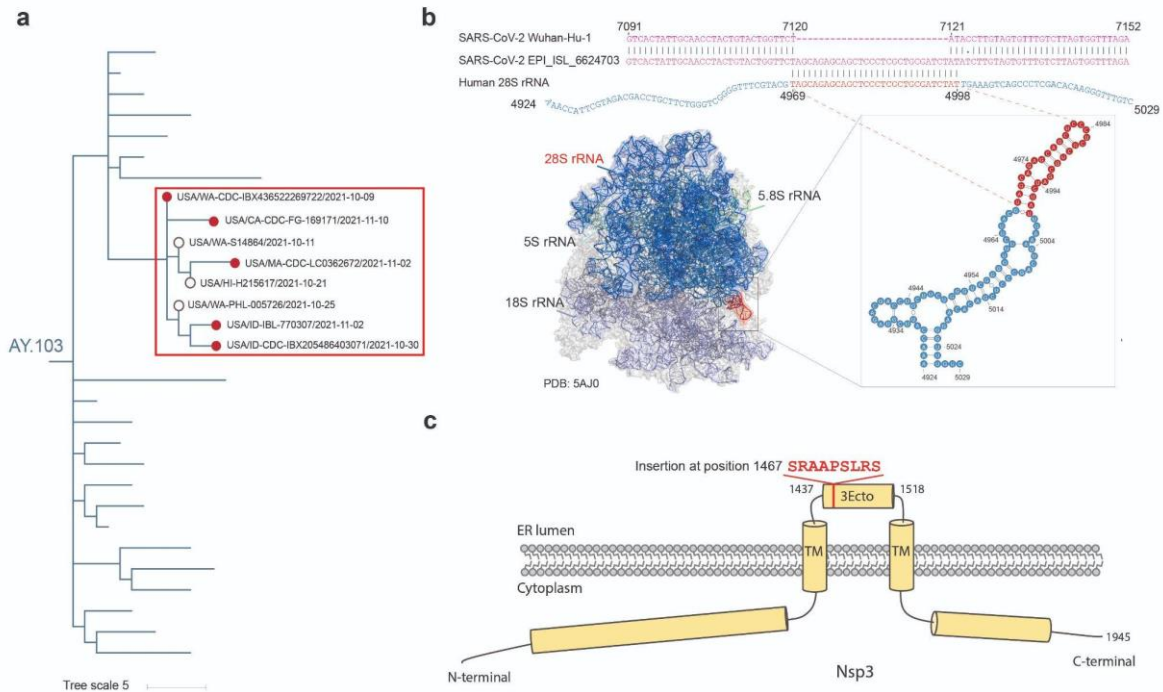 a
USA/WA-CDC-IBX436522269722/2021-10-09
USA/CA-CDC-FG-169171/2021-11-10
USA/WA-S14864/2021-10-11
USA/MA-CDC-LC0362672/2021-11-02
USA/HI-H215617/2021-10-21
USA/WA-PHL-005726/2021-10-25
USA/ID-IBL-770307/2021-11-02
USA/ID-CDC-IBX205486403071/2021-10-30
AY.103
Tree scale 5
b
7091 7120 7121 7152
SARS-CoV-2 Wuhan-Hu-1 GTCACTATTGCAACCTACTGTACTGGTTCT ATACCTTGTAGTGTTTGTCTTAGTGGTTTAGA
SARS-CoV-2 EPI_ISL_6624703 GTCACTATTGCAACCTACTGTACTGGTTCTAGCAGAGCAGCTCCCTCGCTGCGATCTATATCTTGTAGTGTTTGTCTTAGTGGTTTAGA
Human 28S rRNA
4924 4969 4998 5029
28S rRNA
5.8S rRNA
5S rRNA
18S rRNA
PDB: 5AJ0
4984
4974
4994
4964
5004
4954
4944
5014
4934
5024
4924 5029
c
Insertion at position 1467 SRAAPSLRS
1437 3Ecto 1518
ER lumen
TM TM
Cytoplasm
1945
N-terminal
Nsp3
C-terminal